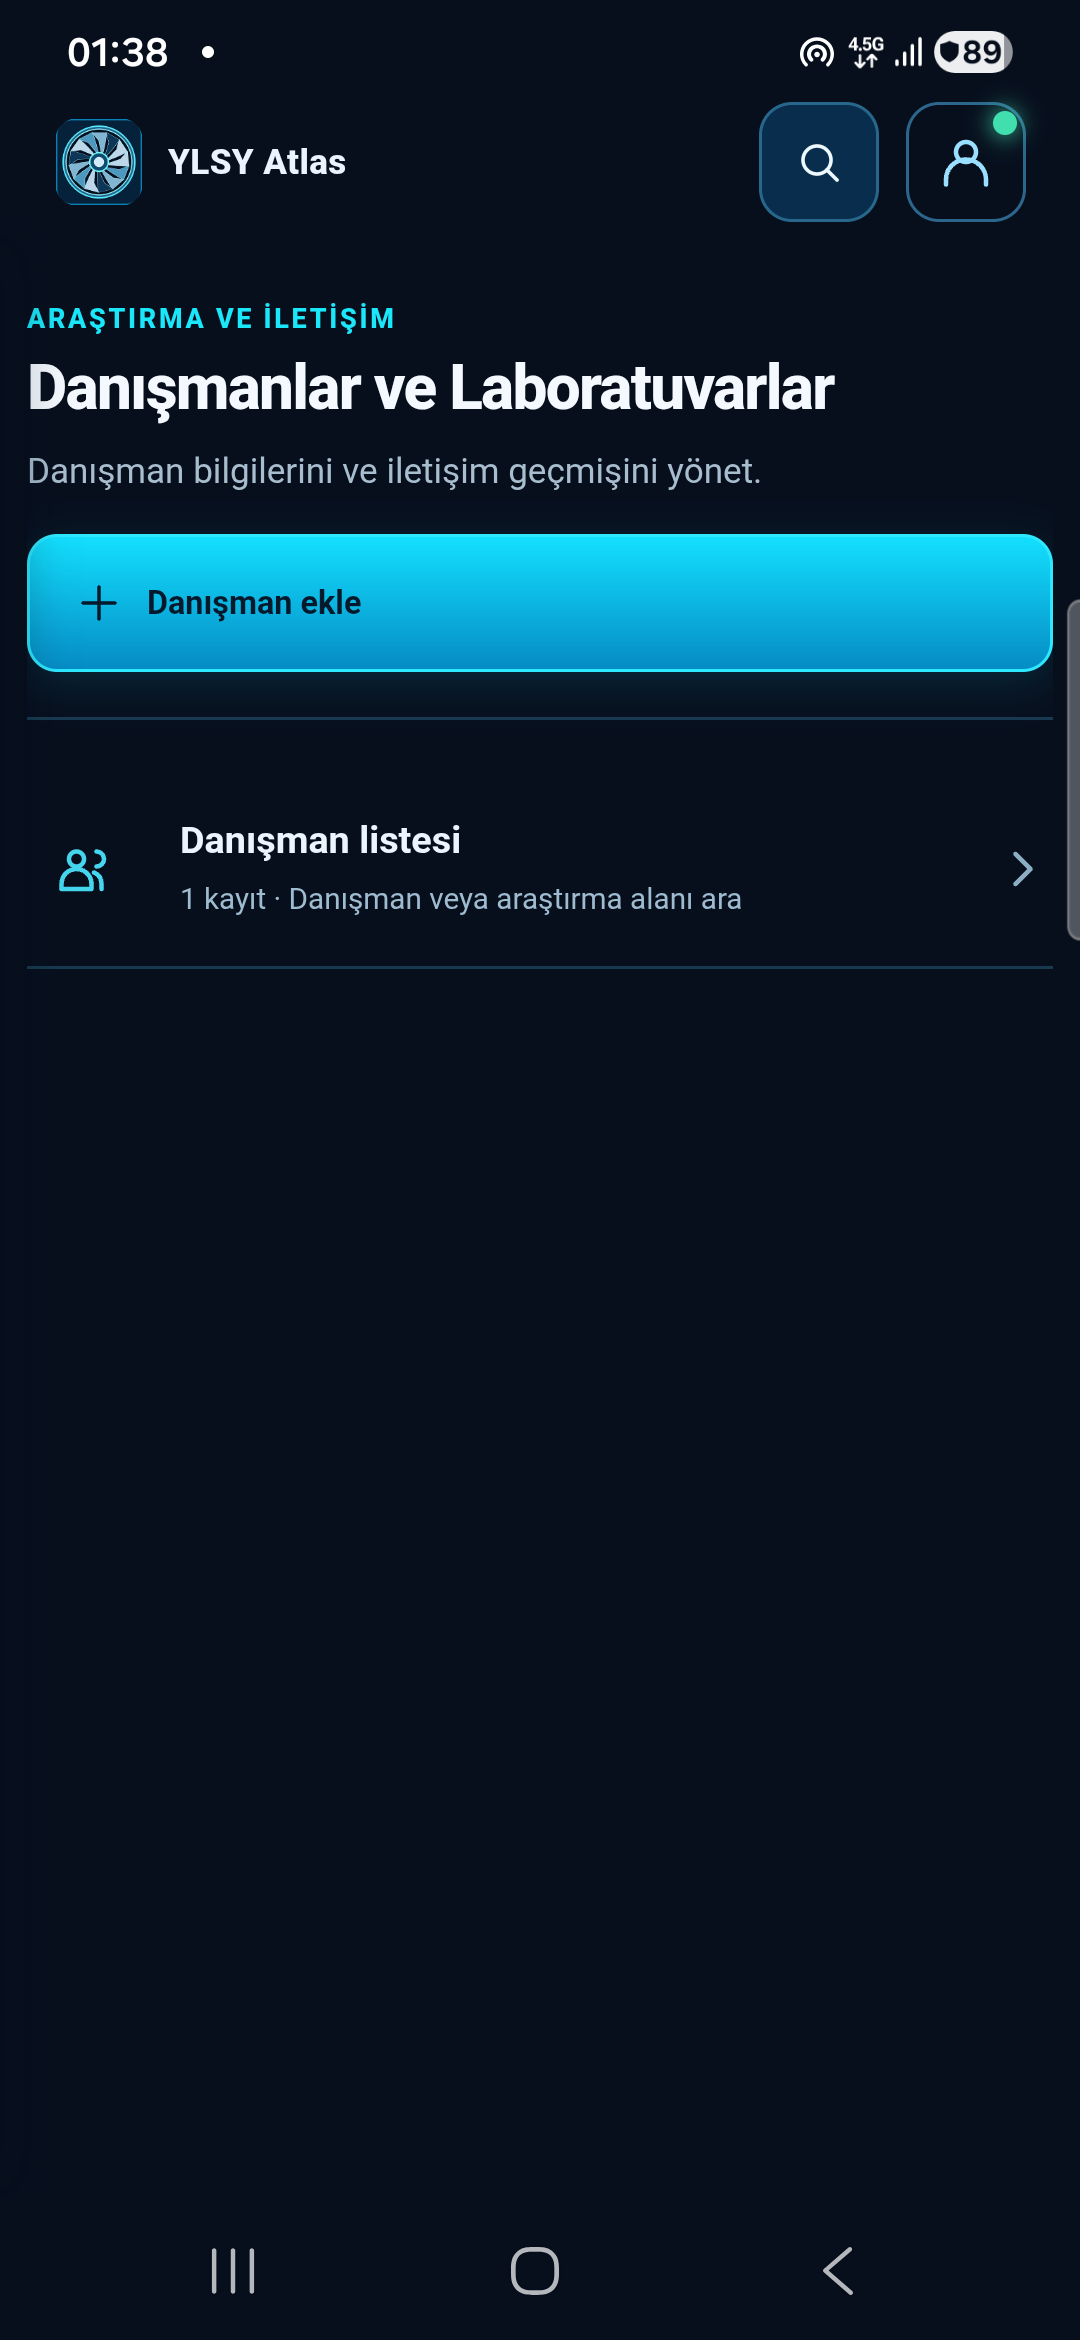 01:38
4.5G
89
YLSY Atlas
ARAŞTIRMA VE İLETİŞİM
Danışmanlar ve Laboratuvarlar
Danışman bilgilerini ve iletişim geçmişini yönet.
Danışman ekle
Danışman listesi
1 kayıt · Danışman veya araştırma alanı ara